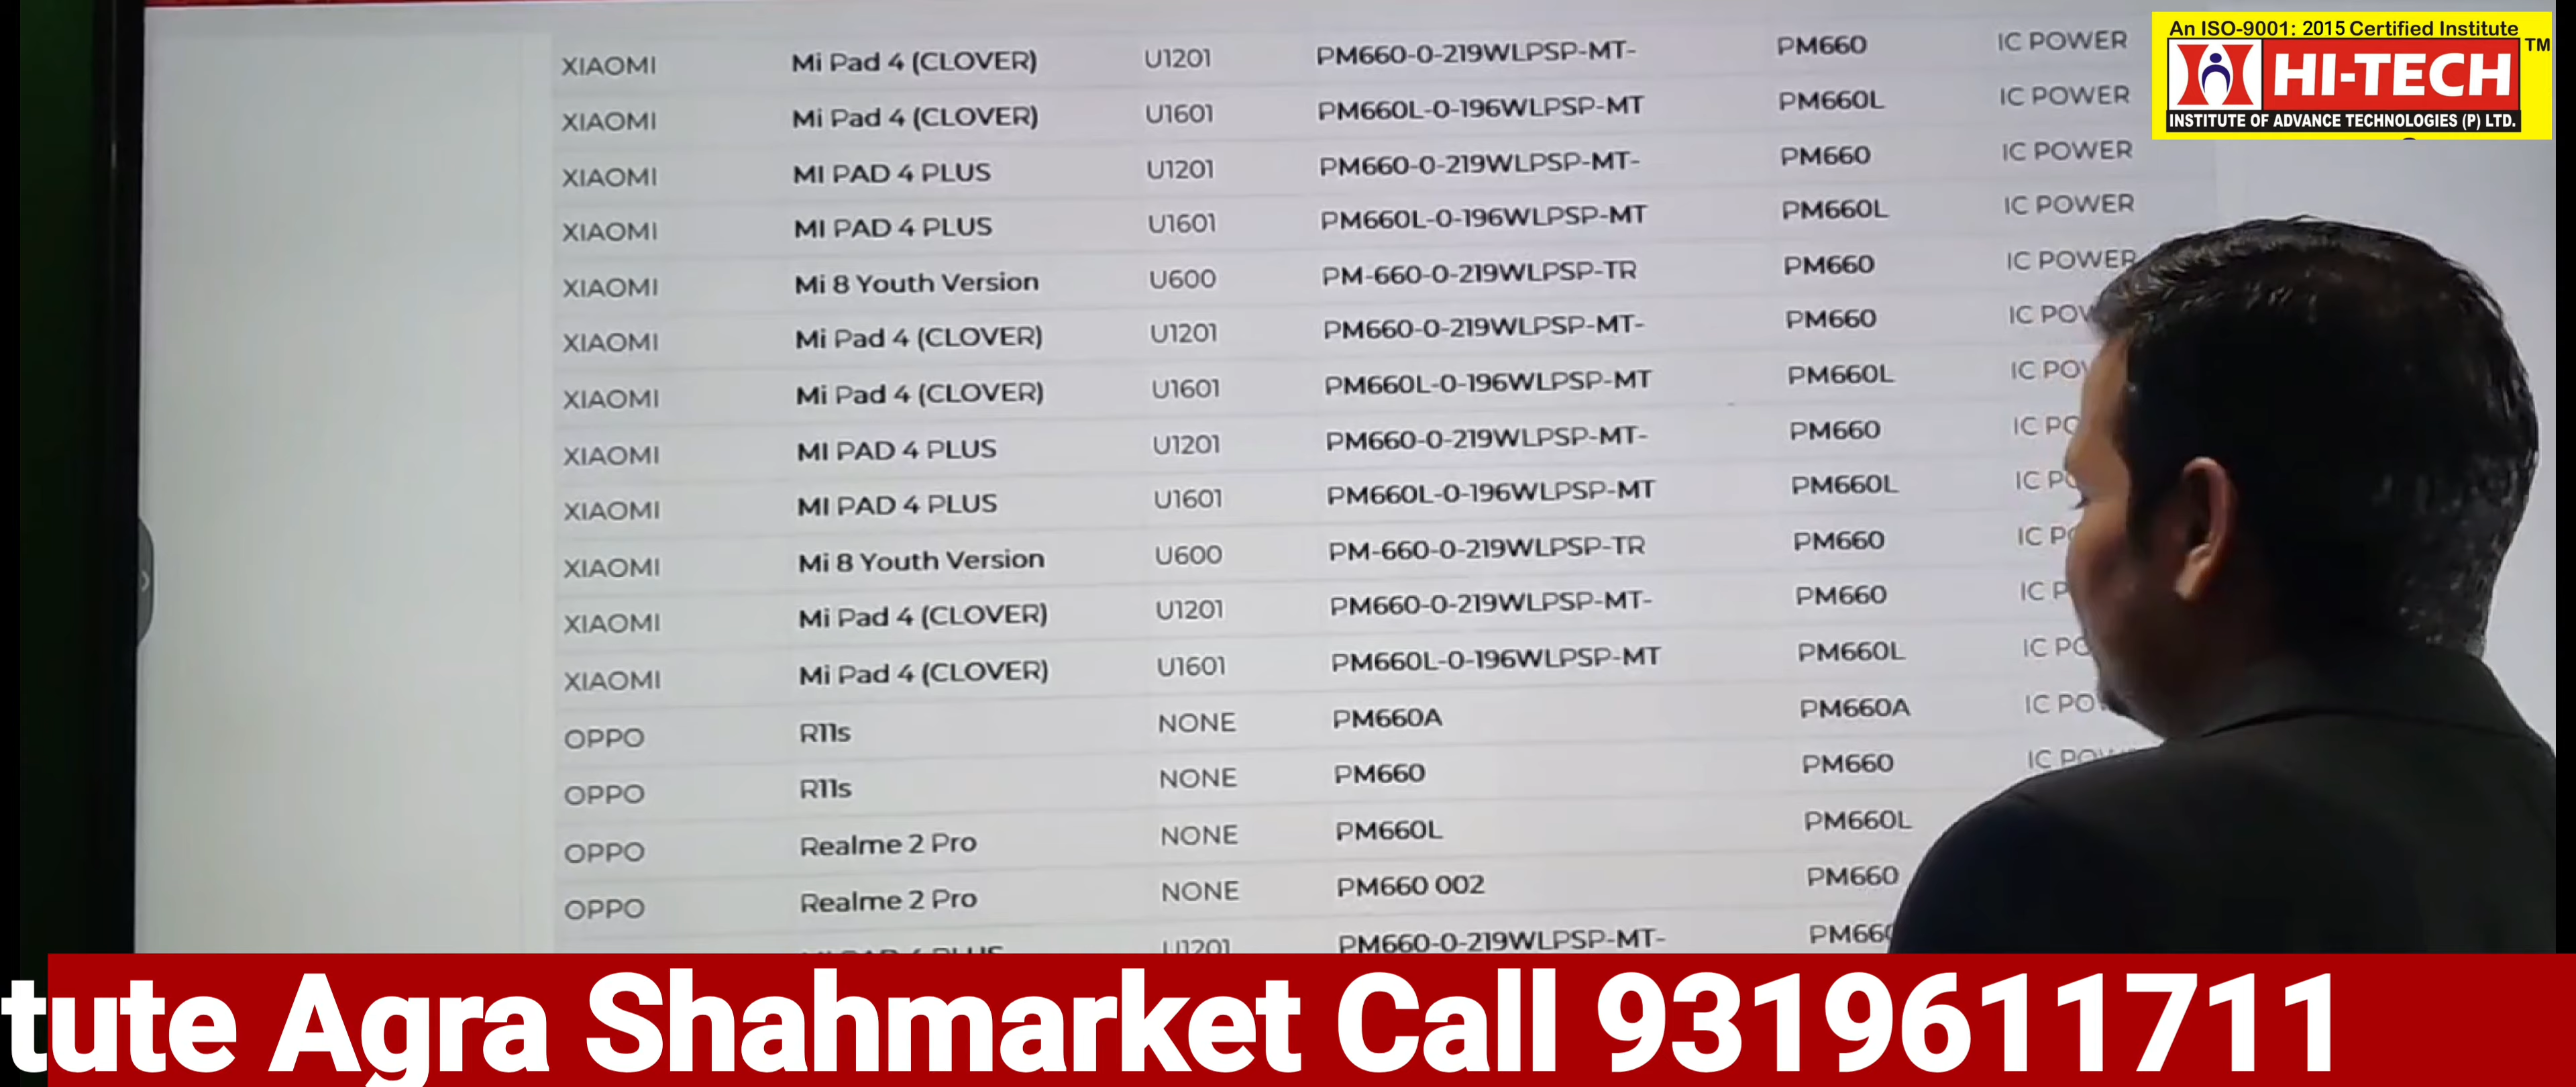 An ISO-9001: 2015 Certified Institute
HI-TECH TM
INSTITUTE OF ADVANCE TECHNOLOGIES (P) LTD.
XIAOMI Mi Pad 4 (CLOVER) U1201 PM660-0-219WLPSP-MT- PM660 IC POWER
XIAOMI Mi Pad 4 (CLOVER) U1601 PM660L-0-196WLPSP-MT PM660L IC POWER
XIAOMI MI PAD 4 PLUS U1201 PM660-0-219WLPSP-MT- PM660 IC POWER
XIAOMI MI PAD 4 PLUS U1601 PM660L-0-196WLPSP-MT PM660L IC POWER
XIAOMI Mi 8 Youth Version U600 PM-660-0-219WLPSP-TR PM660 IC POWER
XIAOMI Mi Pad 4 (CLOVER) U1201 PM660-0-219WLPSP-MT- PM660 IC
XIAOMI Mi Pad 4 (CLOVER) U1601 PM660L-0-196WLPSP-MT PM660L IC
XIAOMI MI PAD 4 PLUS U1201 PM660-0-219WLPSP-MT- PM660 IC
XIAOMI MI PAD 4 PLUS U1601 PM660L-0-196WLPSP-MT PM660L IC
XIAOMI Mi 8 Youth Version U600 PM-660-0-219WLPSP-TR PM660 IC
XIAOMI Mi Pad 4 (CLOVER) U1201 PM660-0-219WLPSP-MT- PM660 IC
XIAOMI Mi Pad 4 (CLOVER) U1601 PM660L-0-196WLPSP-MT PM660L IC
OPPO R11s NONE PM660A PM660A IC
OPPO R11s NONE PM660 PM660 IC
OPPO Realme 2 Pro NONE PM660L PM660L
OPPO Realme 2 Pro NONE PM660 002 PM660
U1201 PM660-0-219WLPSP-MT-
tute Agra Shahmarket Call 9319611711